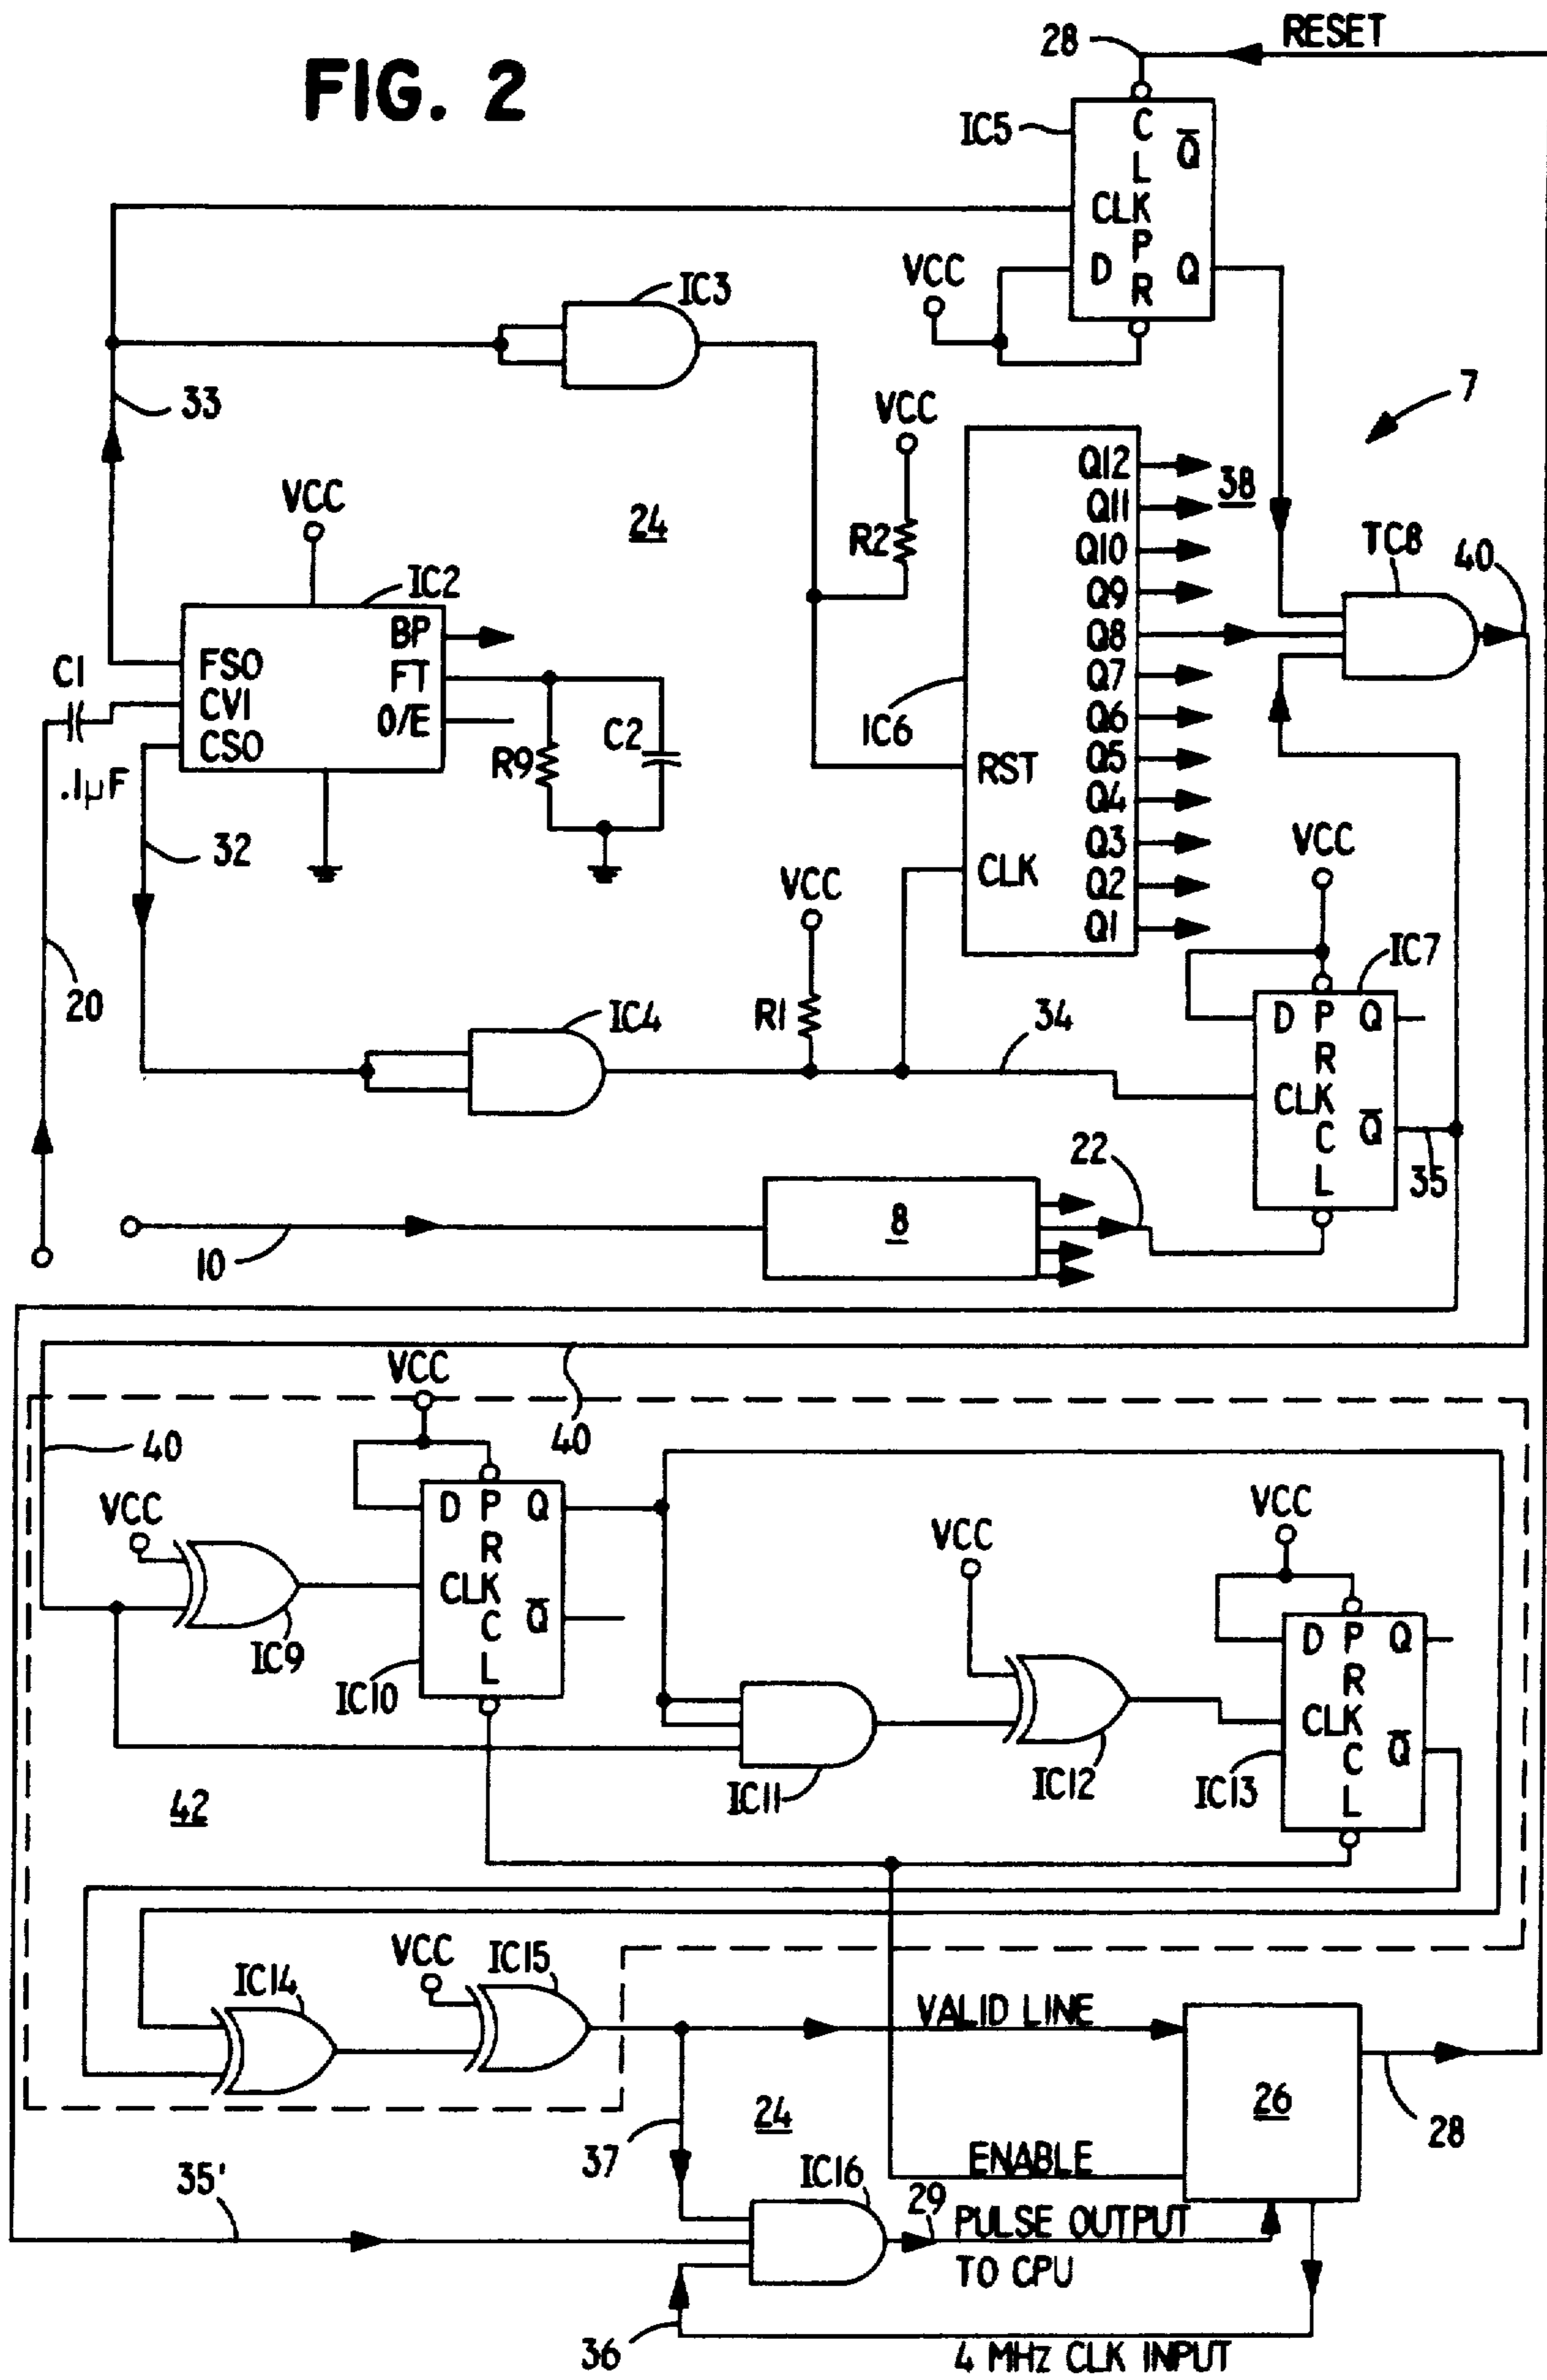 FIG. 2
28
RESET
IC5
C
L
Q̅
CLK
P
D
R
Q
VCC
IC3
33
7
VCC
VCC
24
R2
Q12
Q11
Q10
Q9
Q8
Q7
Q6
Q5
Q4
Q3
Q2
Q1
38
TC8
40
IC2
BP
FSO
FT
CVI
O/E
CSO
C1
.1µF
R9
C2
IC6
RST
CLK
32
VCC
VCC
20
IC4
R1
34
IC7
D P Q
R
CLK
C
Q̅
L
35
22
8
10
VCC
40
40
VCC
D P Q
R
CLK
C
Q̅
L
IC9
IC10
VCC
VCC
IC11
IC12
D P Q
R
CLK
C
Q̅
L
IC13
42
IC14
VCC
IC15
VALID LINE
26
28
24
37
ENABLE
35'
IC16
29
PULSE OUTPUT
TO CPU
36
4 MHz CLK INPUT